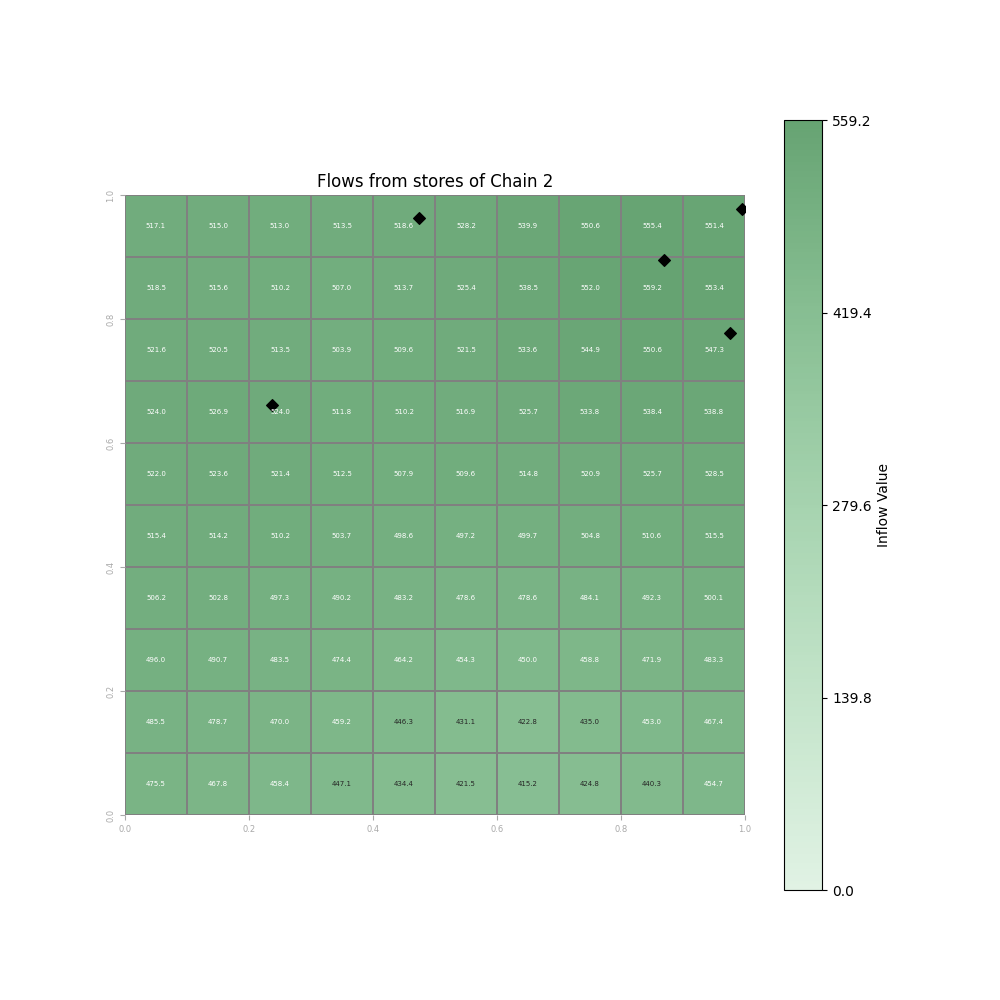 Flows from stores of Chain 2
559.2
419.4
279.6
139.8
0.0
Inflow Value
1.0
0.8
0.6
0.4
0.2
0.0
517.1 515.0 513.0 513.5 518.6 528.2 539.9 550.6 555.4 551.4
518.5 515.6 510.2 507.0 513.7 525.4 538.5 552.0 559.2 553.4
521.6 520.5 513.5 503.9 509.6 521.5 533.6 544.9 550.6 547.3
524.0 526.9 524.0 511.8 510.2 516.9 525.7 533.8 538.4 538.8
522.0 523.6 521.4 512.5 507.9 509.6 514.8 520.9 525.7 528.5
515.4 514.2 510.2 503.7 498.6 497.2 499.7 504.8 510.6 515.5
506.2 502.8 497.3 490.2 483.2 478.6 478.6 484.1 492.3 500.1
496.0 490.7 483.5 474.4 464.2 454.3 450.0 458.8 471.9 483.3
485.5 478.7 470.0 459.2 446.3 431.1 422.8 435.0 453.0 467.4
475.5 467.8 458.4 447.1 434.4 421.5 415.2 424.8 440.3 454.7
0.0 0.2 0.4 0.6 0.8 1.0